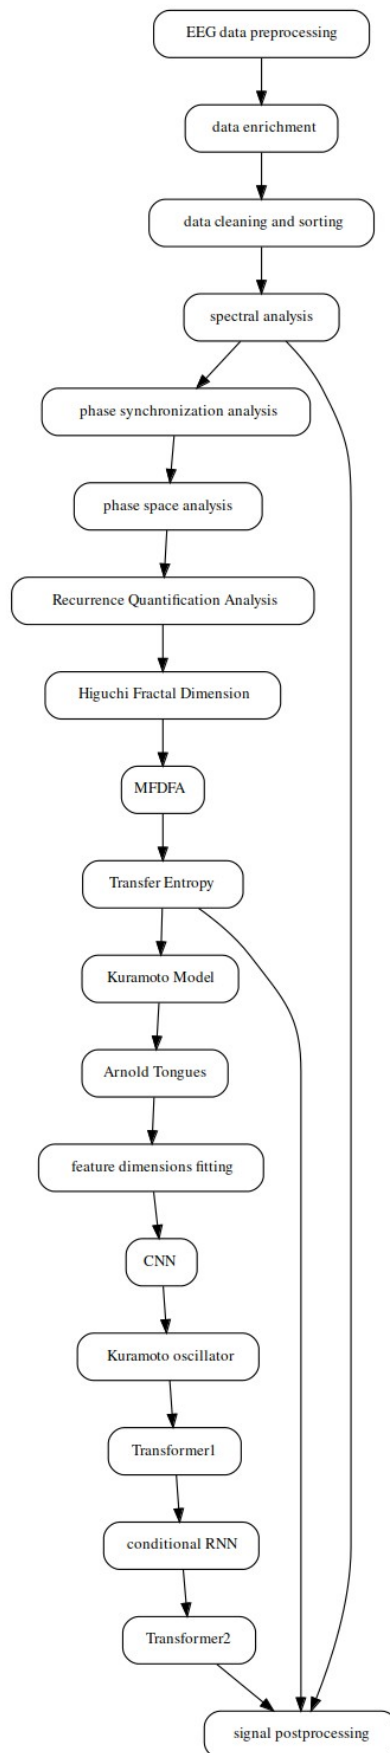 EEG data preprocessing
data enrichment
data cleaning and sorting
spectral analysis
phase synchronization analysis
phase space analysis
Recurrence Quantification Analysis
Higuchi Fractal Dimension
MFDFA
Transfer Entropy
Kuramoto Model
Arnold Tongues
feature dimensions fitting
CNN
Kuramoto oscillator
Transformer1
conditional RNN
Transformer2
signal postprocessing